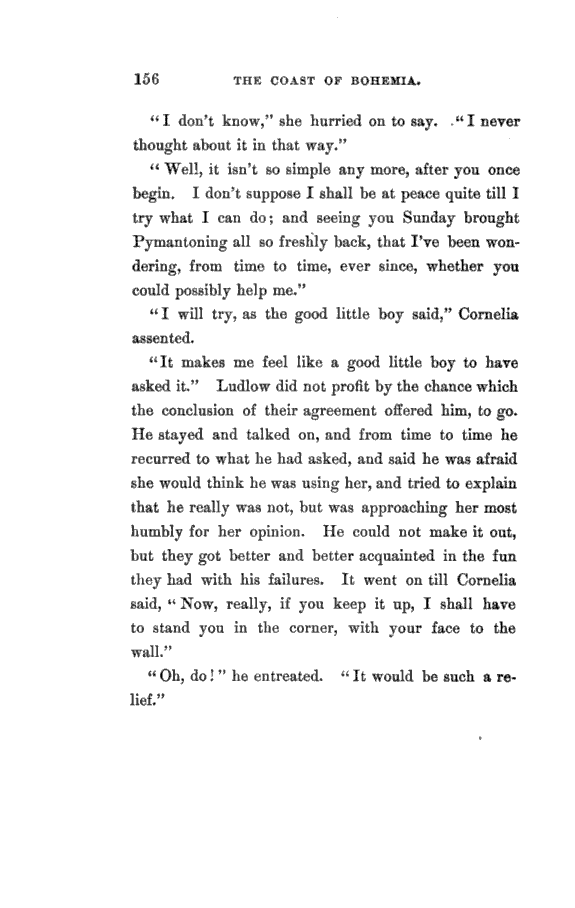 156 THE COAST OF BOHEMIA.
"I don't know," she hurried on to say. "I never
thought about it in that way."
"Well, it isn't so simple any more, after you once
begin. I don't suppose I shall be at peace quite till I
try what I can do; and seeing you Sunday brought
Pymantoning all so freshly back, that I've been won-
dering, from time to time, ever since, whether you
could possibly help me."
"I will try, as the good little boy said," Cornelia
assented.
"It makes me feel like a good little boy to have
asked it." Ludlow did not profit by the chance which
the conclusion of their agreement offered him, to go.
He stayed and talked on, and from time to time he
recurred to what he had asked, and said he was afraid
she would think he was using her, and tried to explain
that he really was not, but was approaching her most
humbly for her opinion. He could not make it out,
but they got better and better acquainted in the fun
they had with his failures. It went on till Cornelia
said, "Now, really, if you keep it up, I shall have
to stand you in the corner, with your face to the
wall."
"Oh, do!" he entreated. "It would be such a re-
lief."